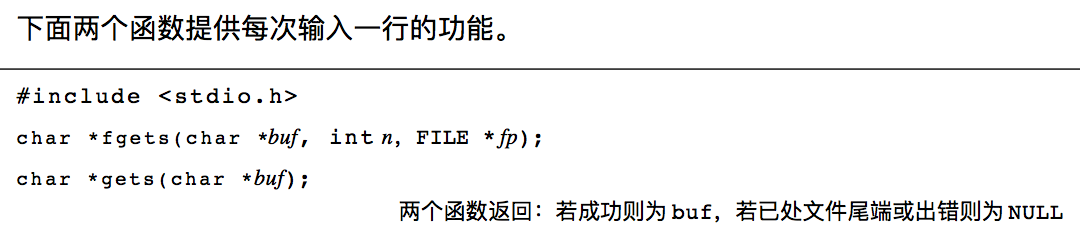 下面两个函数提供每次输入一行的功能。
#include <stdio.h>
char *fgets(char *buf, int n, FILE *fp);
char *gets(char *buf);
两个函数返回：若成功则为 buf，若已处文件尾端或出错则为 NULL